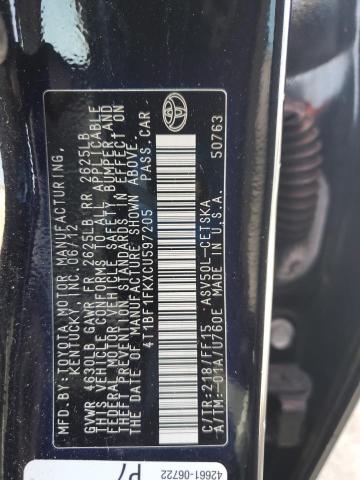 MFD.BY:TOYOTA MOTOR MANUFACTURING,
KENTUCKY, INC. 06/12
GVWR 4630LB GAWR FR 2625LB RR 2625LB
THIS VEHICLE CONFORMS TO ALL APPLICABLE
FEDERAL MOTOR VEHICLE SAFETY BUMPER AND
THEFT PREVENTION STANDARDS IN EFFECT ON
THE DATE OF MANUFACTURE SHOWN ABOVE.
4T1BF1FKXCU597205 PASS.CAR
C/TR:218/FF15 ASV50L-CETSKA
A/TM:-01A/U760E MADE IN U.S.A. 50763
42661-06722